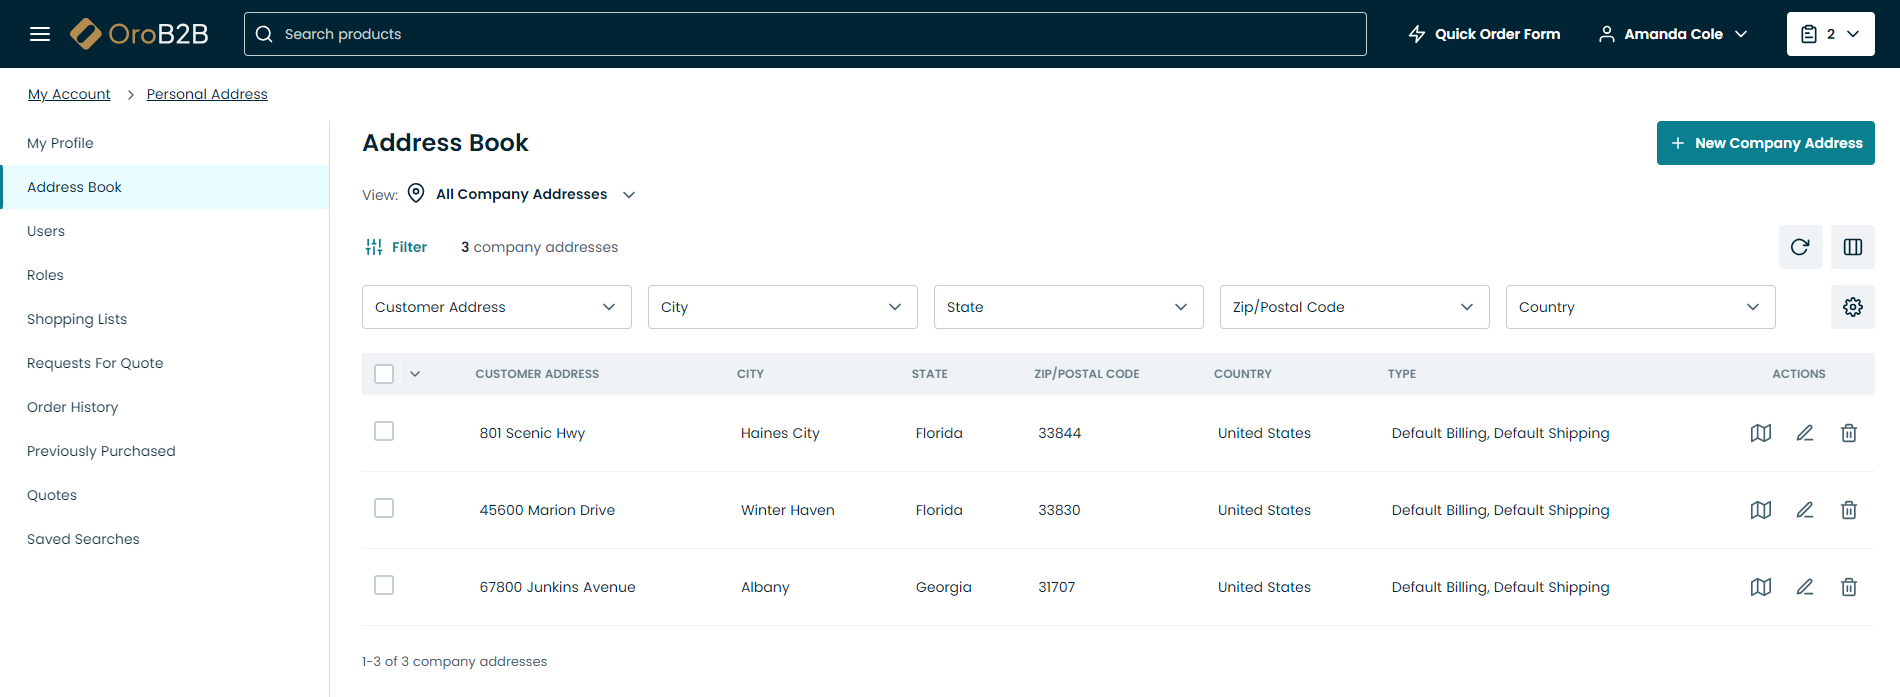 OroB2B
Search products
Quick Order Form
Amanda Cole
2
My Account > Personal Address
My Profile
Address Book
Users
Roles
Shopping Lists
Requests For Quote
Order History
Previously Purchased
Quotes
Saved Searches
Address Book
+ New Company Address
View: All Company Addresses
Filter 3 company addresses
Customer Address City State Zip/Postal Code Country
CUSTOMER ADDRESS CITY STATE ZIP/POSTAL CODE COUNTRY TYPE ACTIONS
801 Scenic Hwy Haines City Florida 33844 United States Default Billing, Default Shipping
45600 Marion Drive Winter Haven Florida 33830 United States Default Billing, Default Shipping
67800 Junkins Avenue Albany Georgia 31707 United States Default Billing, Default Shipping
1-3 of 3 company addresses